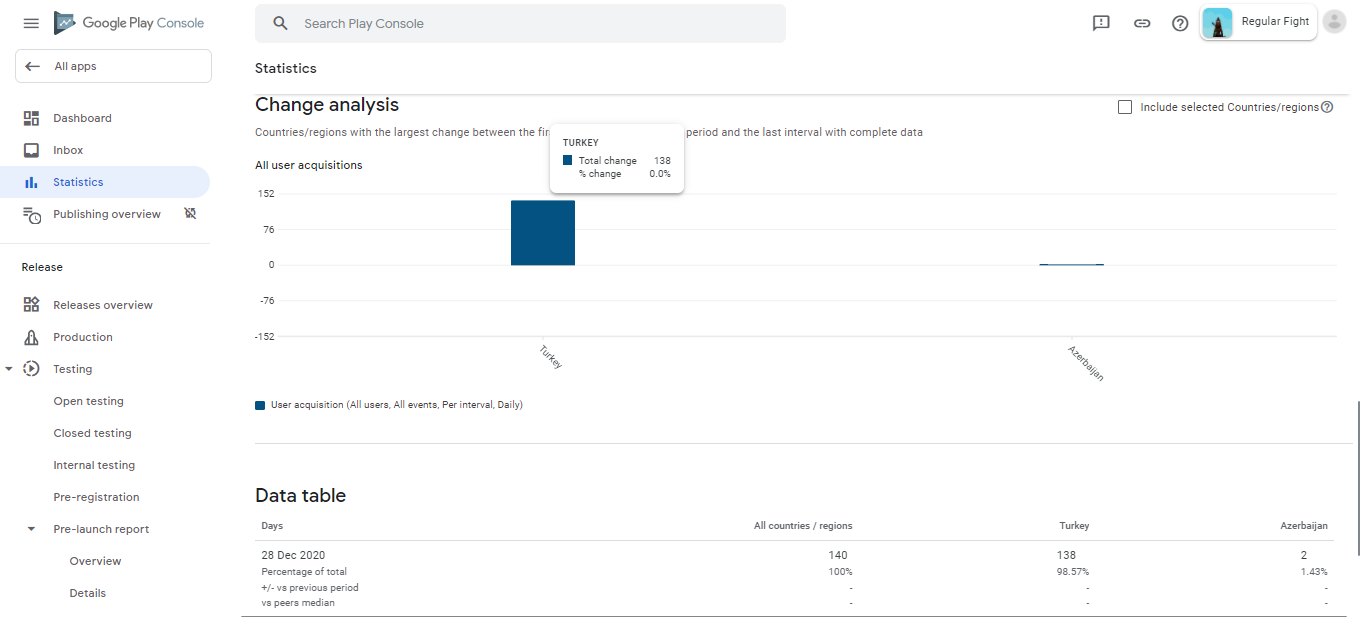 Google Play Console
Search Play Console
Regular Fight
All apps
Dashboard
Inbox
Statistics
Publishing overview
Release
Releases overview
Production
Testing
Open testing
Closed testing
Internal testing
Pre-registration
Pre-launch report
Overview
Details
Statistics
Change analysis
Include selected Countries/regions
Countries/regions with the largest change between the fir period and the last interval with complete data
All user acquisitions
TURKEY
Total change 138
% change 0.0%
152
76
0
-76
-152
Turkey
Azerbaijan
User acquisition (All users, All events, Per interval, Daily)
Data table
Days All countries / regions Turkey Azerbaijan
28 Dec 2020 140 138 2
Percentage of total 100% 98.57% 1.43%
+/- vs previous period - - -
vs peers median - - -